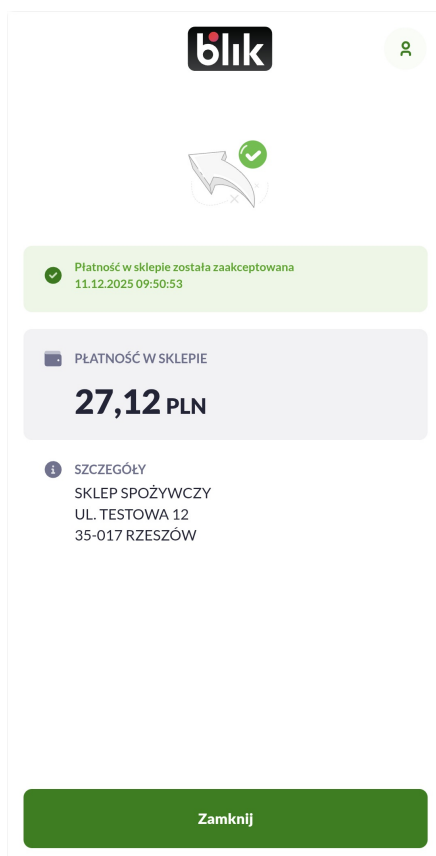 blik
Płatność w sklepie została zaakceptowana
11.12.2025 09:50:53
PŁATNOŚĆ W SKLEPIE
27,12 PLN
SZCZEGÓŁY
SKLEP SPOŻYWCZY
UL. TESTOWA 12
35-017 RZESZÓW
Zamknij